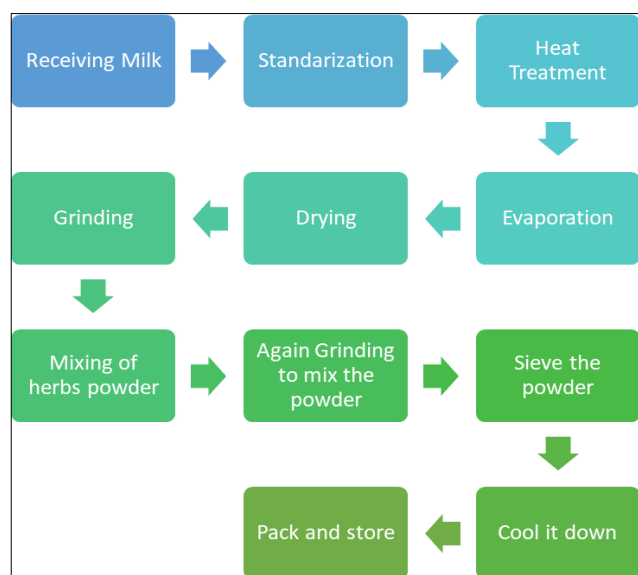 Receiving Milk
Standarization
Heat
Treatment
Evaporation
Drying
Grinding
Mixing of
herbs powder
Again Grinding
to mix the
powder
Sieve the
powder
Cool it down
Pack and store